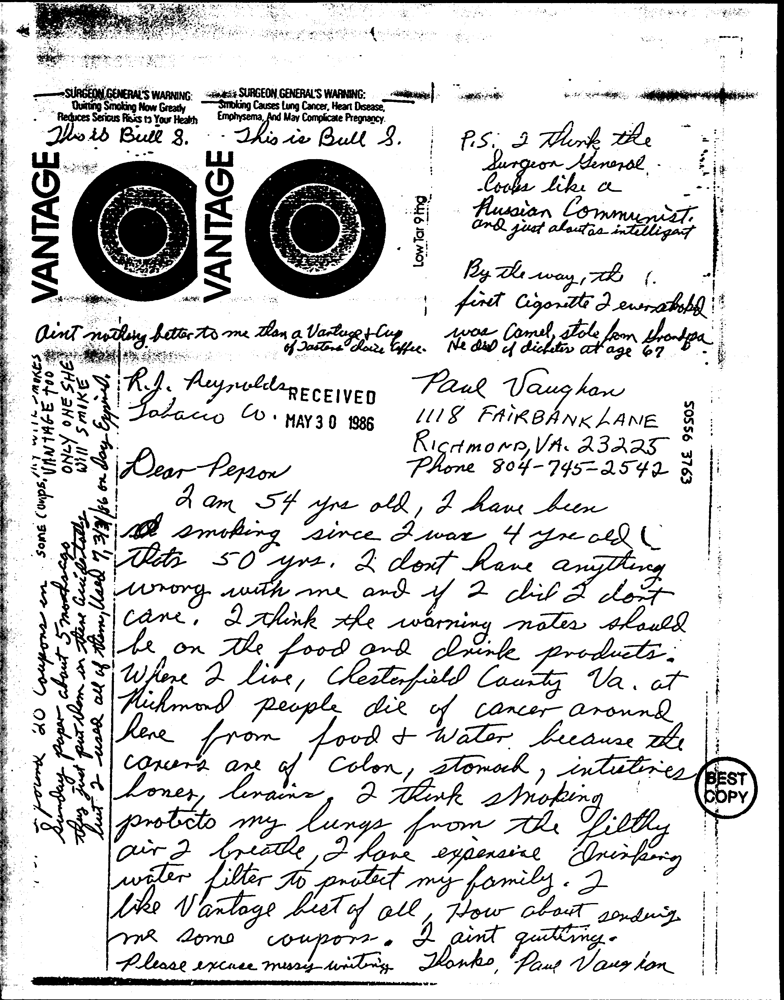 SURGEON GENERAL'S WARNING:
Quitting Smoking Now Greatly
Reduces Serious Risks to Your Health
This is Bull S.
VANTAGE
SURGEON GENERAL'S WARNING:
Smoking Causes Lung Cancer, Heart Disease,
Emphysema, And May Complicate Pregnancy.
This is Bull S.
VANTAGE
Low Tar 9 mg
P.S. I think the
Surgeon General
looks like a
Russian Communist.
and just about as intelligent
By the way, the
first Cigarette I ever smoked
was Camel, stole from Grandpa
He died of diabetes at age 67
Aint nothing better to me than a Vantage & Cup
of Tasters choice Coffee.
R.J. Reynolds
Tobacco Co.
RECEIVED
MAY 30 1986
Paul Vaughan
1118 FAIRBANK LANE
RICHMOND, VA. 23225
Phone 804-745-2542
50556 3763
Dear Person
I am 54 yrs old, I have been
smoking since I was 4 yrs old
thats 50 yrs. I dont have anything
wrong with me and if I did I dont
care. I think the warning notes should
be on the food and drink products.
Where I live, Chesterfield County Va. at
Richmond people die of cancer around
here from food & water because the
cancers are of Colon, stomach, intistines
bones, brains, I think smoking
protects my lungs from the filthy
air I breathe, I have expensive drinking
water filter to protect my family. I
like Vantage best of all, How about sending
me some coupons. I aint quitting.
Please excuse messy writing Thanks, Paul Vaughan
BEST
COPY
I found 20 Coupons in some
Sunday paper about 5 months ago
they just put them in there accidentally
but I used all of them, Used 7, 3/31/86 on day Expired.
VANTAGE TOO
ONLY ONE SHE
WILL SMOKE